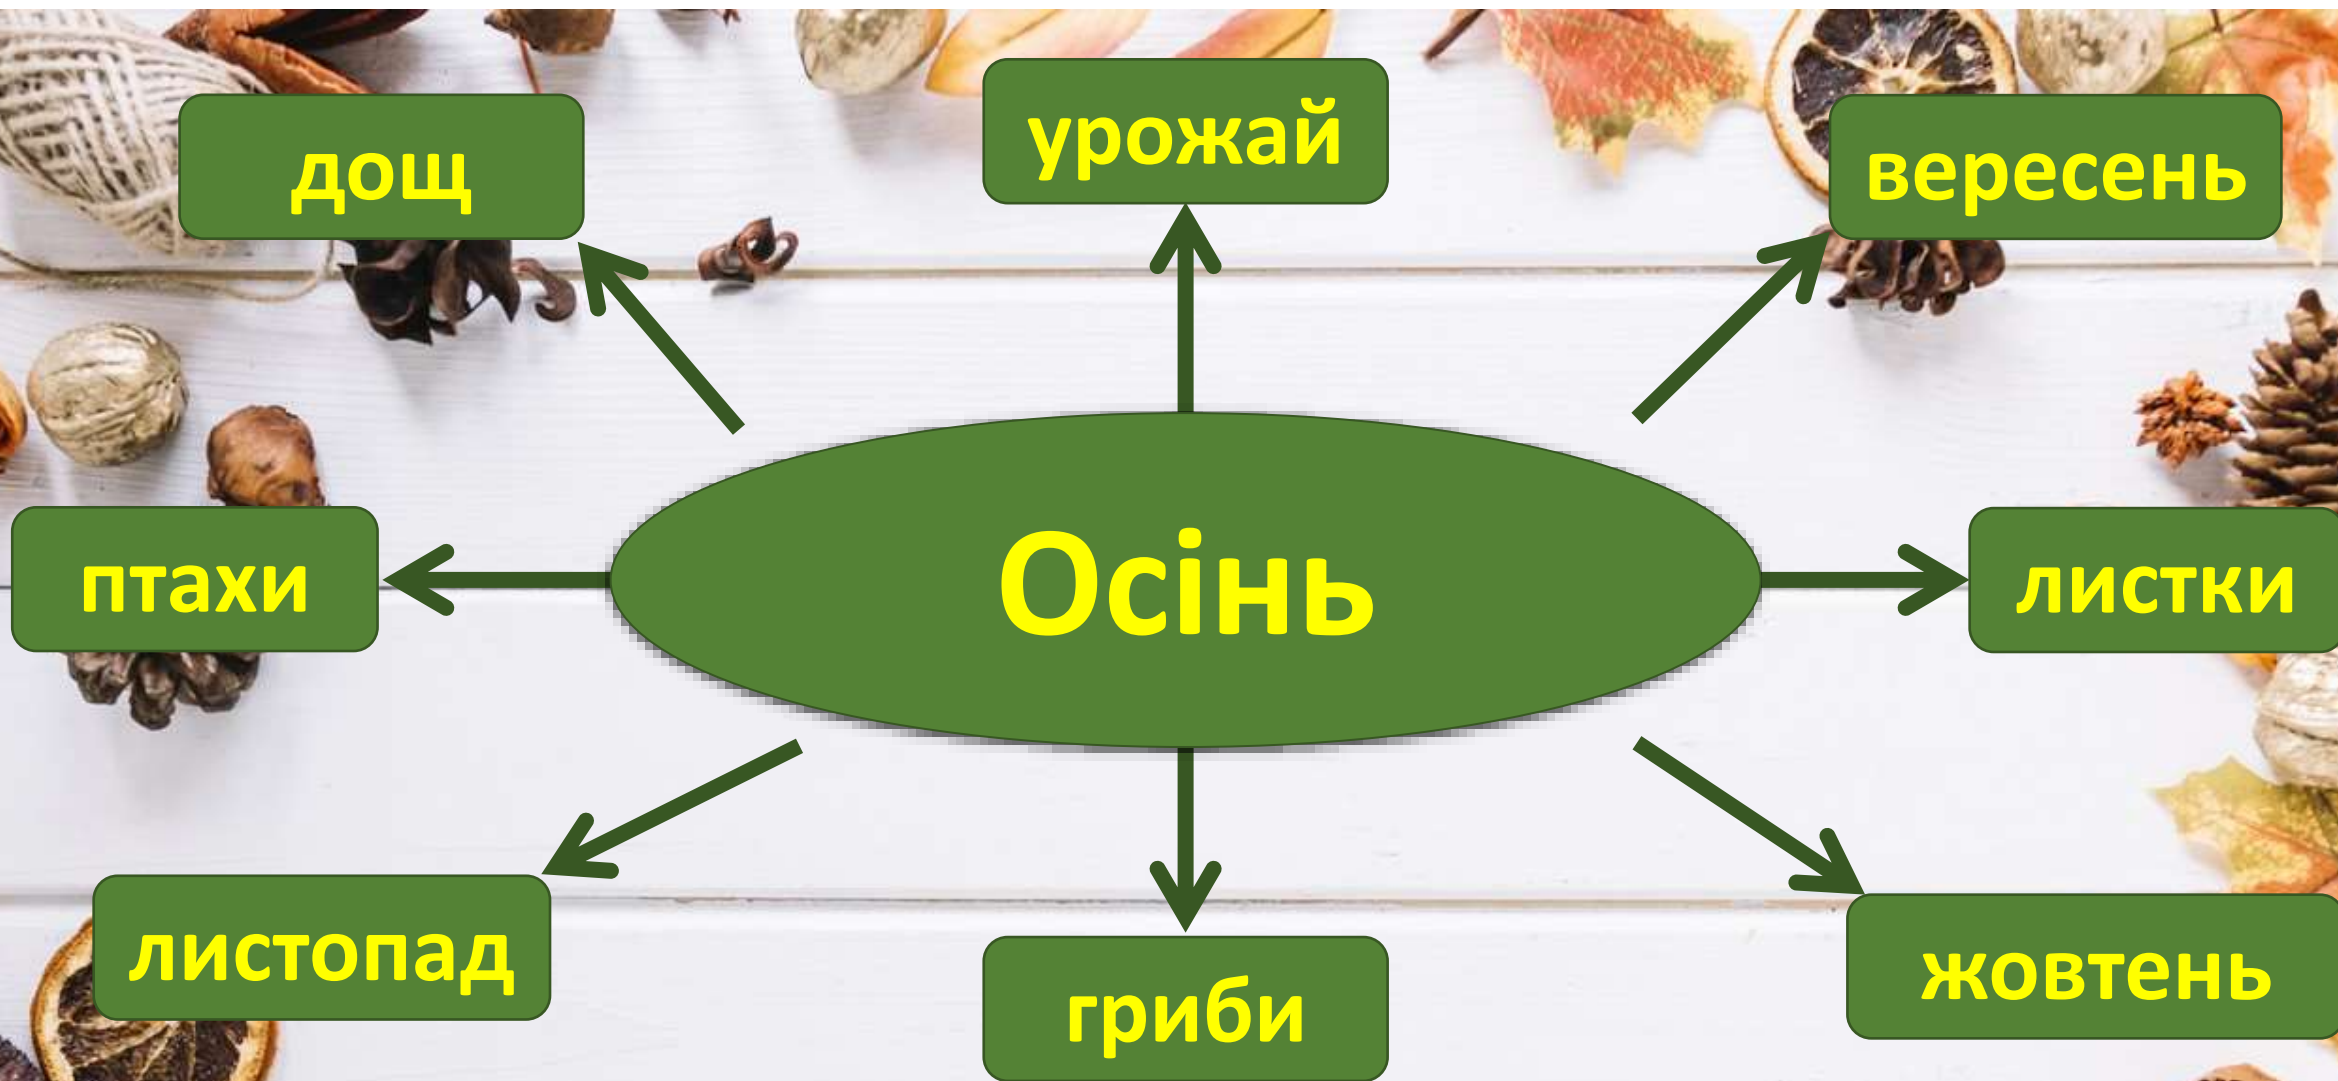 дощ
урожай
вересень
птахи
Осінь
листки
листопад
гриби
жовтень